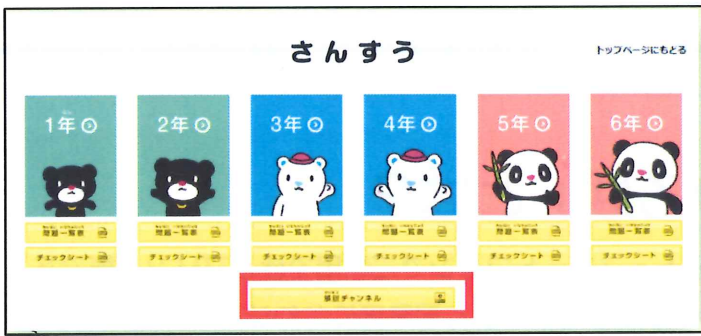 さんすう
トップページにもどる
1年
2年
3年
4年
5年
6年
問題一覧表
問題一覧表
問題一覧表
問題一覧表
問題一覧表
問題一覧表
チェックシート
チェックシート
チェックシート
チェックシート
チェックシート
チェックシート
解説チャンネル